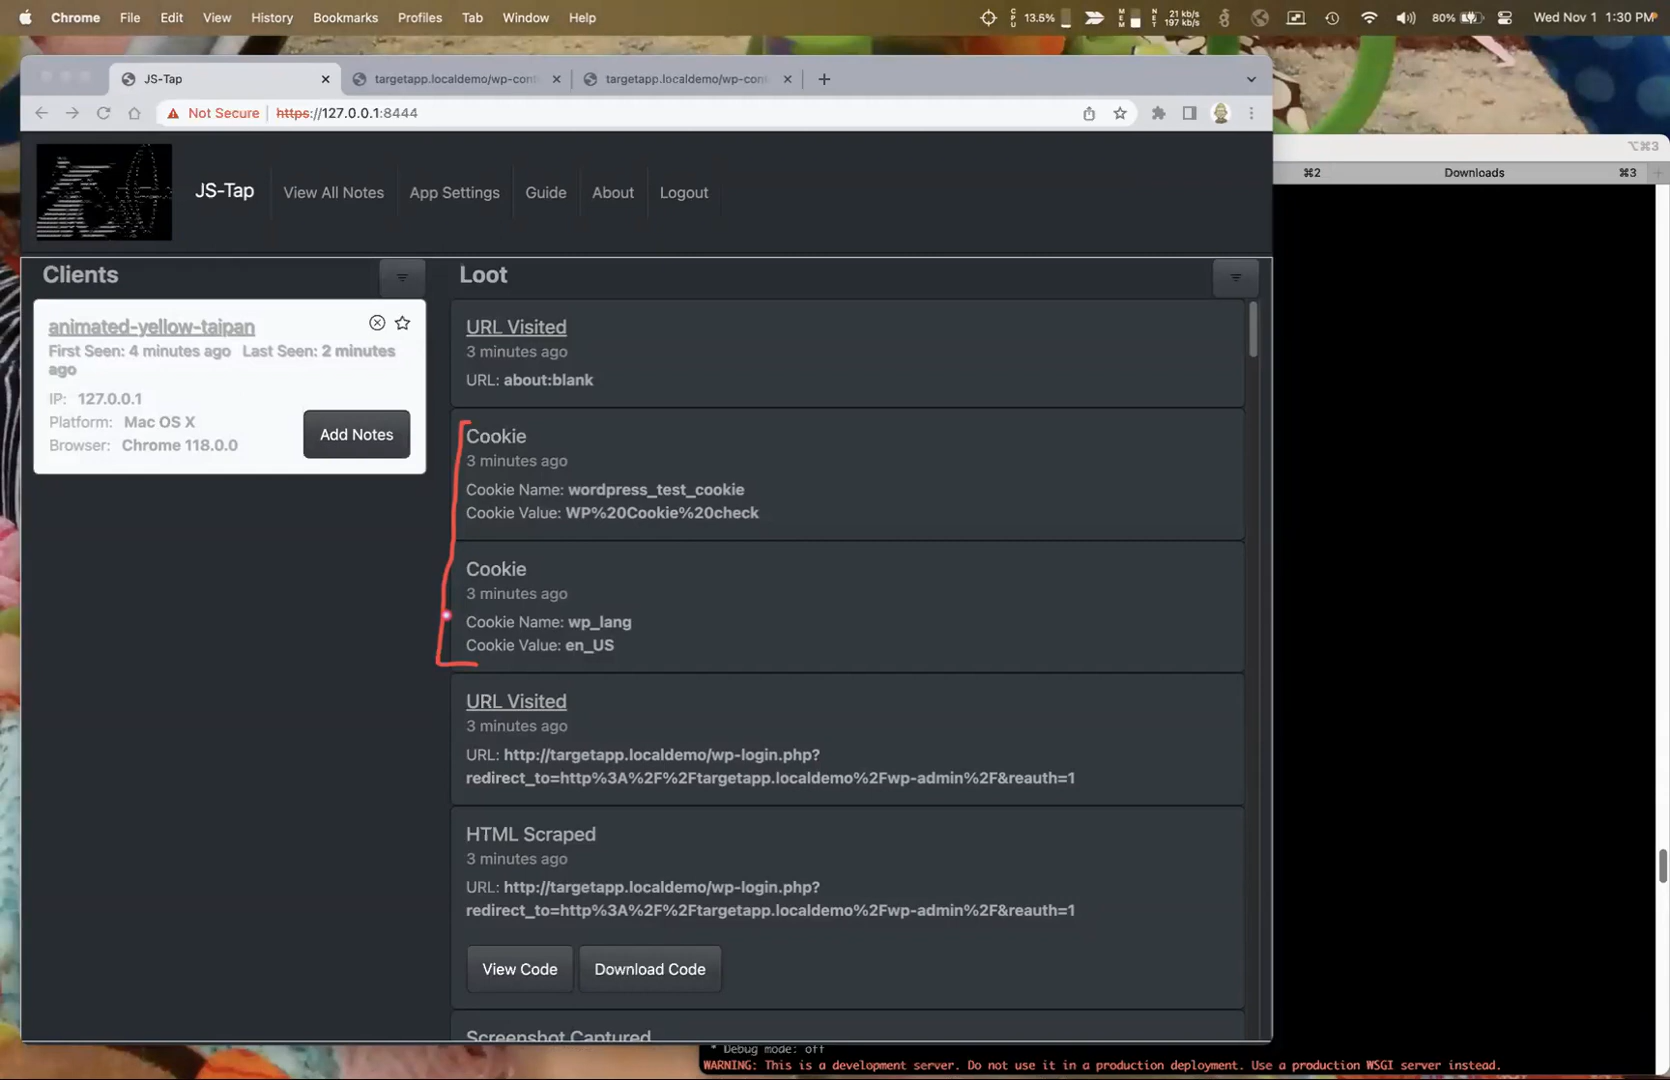 Chrome File Edit View History Bookmarks Profiles Tab Window Help CPU 13.5% MEM NET 21 kb/s 197 kb/s 80% Wed Nov 1 1:30 PM
JS-Tap targetapp.localdemo/wp-con targetapp.localdemo/wp-con
Not Secure https://127.0.0.1:8444
⌥⌘3
⌘2 Downloads ⌘3
JS-Tap View All Notes App Settings Guide About Logout
Clients
animated-yellow-taipan
First Seen: 4 minutes ago Last Seen: 2 minutes
ago
IP: 127.0.0.1
Platform: Mac OS X
Browser: Chrome 118.0.0
Add Notes
Loot
URL Visited
3 minutes ago
URL: about:blank
Cookie
3 minutes ago
Cookie Name: wordpress_test_cookie
Cookie Value: WP%20Cookie%20check
Cookie
3 minutes ago
Cookie Name: wp_lang
Cookie Value: en_US
URL Visited
3 minutes ago
URL: http://targetapp.localdemo/wp-login.php?
redirect_to=http%3A%2F%2Ftargetapp.localdemo%2Fwp-admin%2F&reauth=1
HTML Scraped
3 minutes ago
URL: http://targetapp.localdemo/wp-login.php?
redirect_to=http%3A%2F%2Ftargetapp.localdemo%2Fwp-admin%2F&reauth=1
View Code Download Code
Screenshot Captured
* Debug mode: off
WARNING: This is a development server. Do not use it in a production deployment. Use a production WSGI server instead.